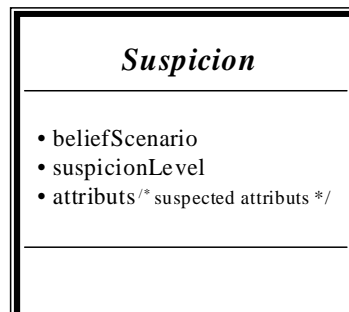 Suspicion
• beliefScenario
• suspicionLevel
• attributs /* suspected attributs */